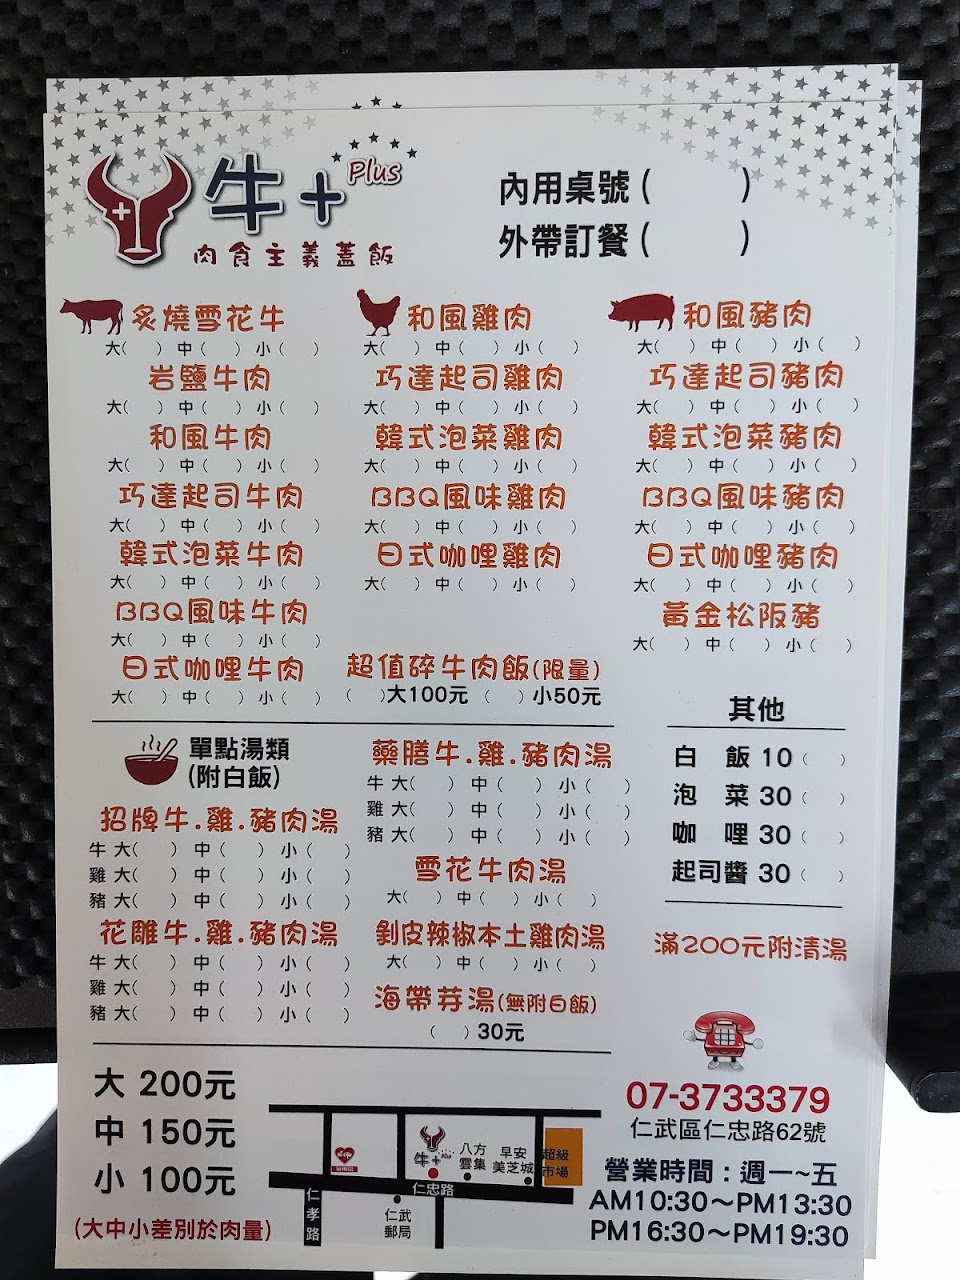 牛+ Plus
肉食主義蓋飯
內用桌號(　　)
外帶訂餐(　　)
炙燒雪花牛
大(　) 中(　) 小(　)
岩鹽牛肉
大(　) 中(　) 小(　)
和風牛肉
大(　) 中(　) 小(　)
巧達起司牛肉
大(　) 中(　) 小(　)
韓式泡菜牛肉
大(　) 中(　) 小(　)
BBQ風味牛肉
大(　) 中(　) 小(　)
日式咖哩牛肉
大(　) 中(　) 小(　)
和風雞肉
大(　) 中(　) 小(　)
巧達起司雞肉
大(　) 中(　) 小(　)
韓式泡菜雞肉
大(　) 中(　) 小(　)
BBQ風味雞肉
大(　) 中(　) 小(　)
日式咖哩雞肉
大(　) 中(　) 小(　)
超值碎牛肉飯(限量)
(　)大100元 (　)小50元
和風豬肉
大(　) 中(　) 小(　)
巧達起司豬肉
大(　) 中(　) 小(　)
韓式泡菜豬肉
大(　) 中(　) 小(　)
BBQ風味豬肉
大(　) 中(　) 小(　)
日式咖哩豬肉
大(　) 中(　) 小(　)
黃金松阪豬
大(　) 中(　) 小(　)
單點湯類
(附白飯)
招牌牛.雞.豬肉湯
牛 大(　) 中(　) 小(　)
雞 大(　) 中(　) 小(　)
豬 大(　) 中(　) 小(　)
花雕牛.雞.豬肉湯
牛 大(　) 中(　) 小(　)
雞 大(　) 中(　) 小(　)
豬 大(　) 中(　) 小(　)
藥膳牛.雞.豬肉湯
牛 大(　) 中(　) 小(　)
雞 大(　) 中(　) 小(　)
豬 大(　) 中(　) 小(　)
雪花牛肉湯
大(　) 中(　) 小(　)
剝皮辣椒本土雞肉湯
大(　) 中(　) 小(　)
海帶芽湯(無附白飯)
(　)30元
其他
白　飯 10(　)
泡　菜 30(　)
咖　哩 30(　)
起司醬 30(　)
滿200元附清湯
大 200元
中 150元
小 100元
(大中小差別於肉量)
牛+
八方
雲集
早安
美芝城
超級
市場
仁忠路
仁孝路
仁武
郵局
07-3733379
仁武區仁忠路62號
營業時間：週一~五
AM10:30～PM13:30
PM16:30～PM19:30